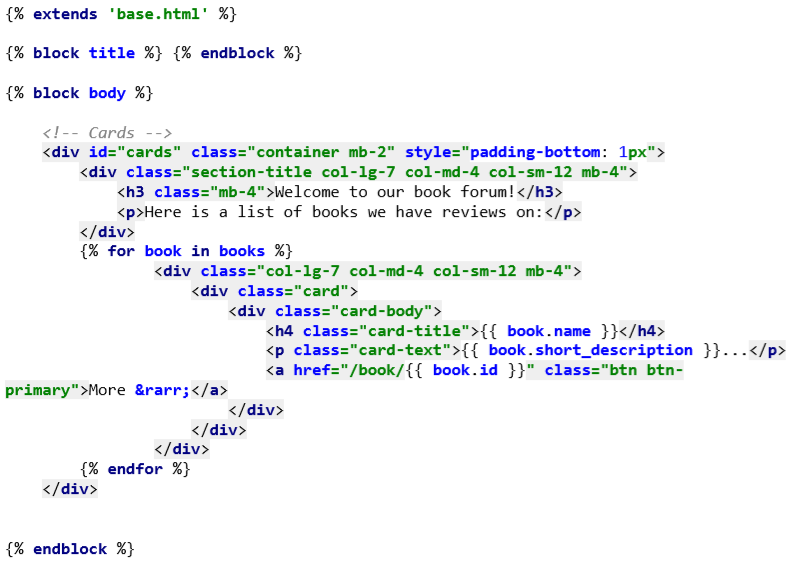 {% extends 'base.html' %}
{% block title %} {% endblock %}
{% block body %}
<!-- Cards -->
<div id="cards" class="container mb-2" style="padding-bottom: 1px">
<div class="section-title col-lg-7 col-md-4 col-sm-12 mb-4">
<h3 class="mb-4">Welcome to our book forum!</h3>
<p>Here is a list of books we have reviews on:</p>
</div>
{% for book in books %}
<div class="col-lg-7 col-md-4 col-sm-12 mb-4">
<div class="card">
<div class="card-body">
<h4 class="card-title">{{ book.name }}</h4>
<p class="card-text">{{ book.short_description }}...</p>
<a href="/book/{{ book.id }}" class="btn btn-
primary">More &rarr;</a>
</div>
</div>
</div>
{% endfor %}
</div>
{% endblock %}